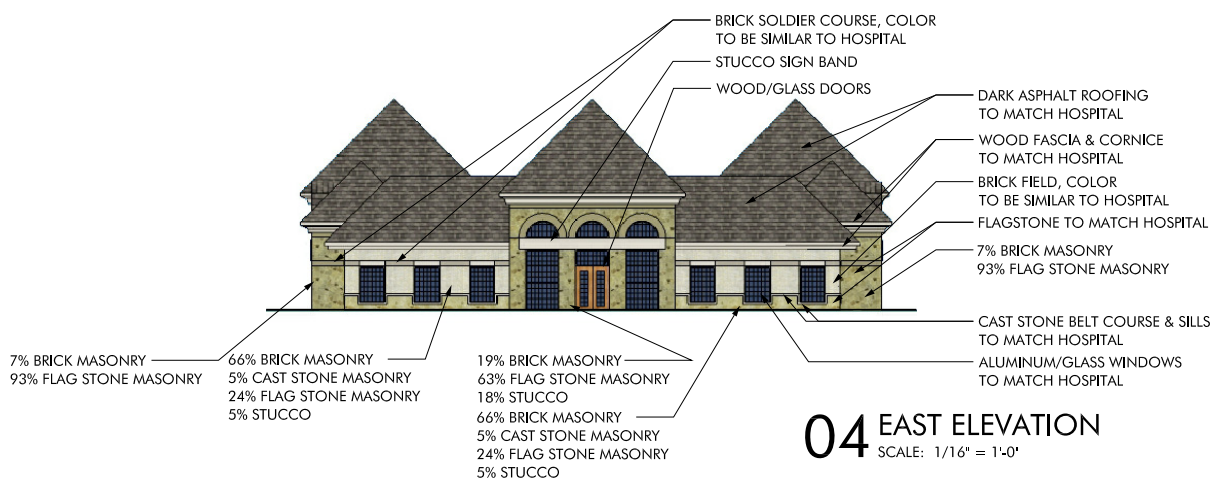 BRICK SOLDIER COURSE, COLOR
TO BE SIMILAR TO HOSPITAL
STUCCO SIGN BAND
WOOD/GLASS DOORS
DARK ASPHALT ROOFING
TO MATCH HOSPITAL
WOOD FASCIA & CORNICE
TO MATCH HOSPITAL
BRICK FIELD, COLOR
TO BE SIMILAR TO HOSPITAL
FLAGSTONE TO MATCH HOSPITAL
7% BRICK MASONRY
93% FLAG STONE MASONRY
CAST STONE BELT COURSE & SILLS
TO MATCH HOSPITAL
ALUMINUM/GLASS WINDOWS
TO MATCH HOSPITAL
7% BRICK MASONRY
93% FLAG STONE MASONRY
66% BRICK MASONRY
5% CAST STONE MASONRY
24% FLAG STONE MASONRY
5% STUCCO
19% BRICK MASONRY
63% FLAG STONE MASONRY
18% STUCCO
66% BRICK MASONRY
5% CAST STONE MASONRY
24% FLAG STONE MASONRY
5% STUCCO
04 EAST ELEVATION
SCALE: 1/16" = 1'-0'